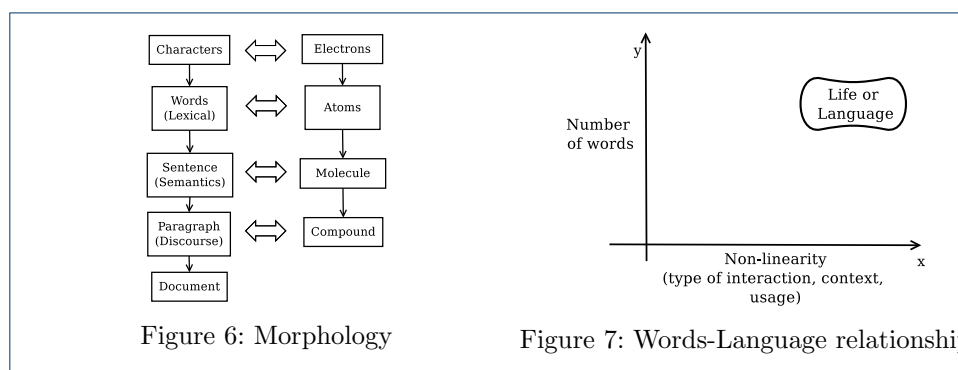 Characters
Electrons
Words
(Lexical)
Atoms
Sentence
(Semantics)
Molecule
Paragraph
(Discourse)
Compound
Document
Figure 6: Morphology
y
Life or
Language
Number
of words
x
Non-linearity
(type of interaction, context,
usage)
Figure 7: Words-Language relationship